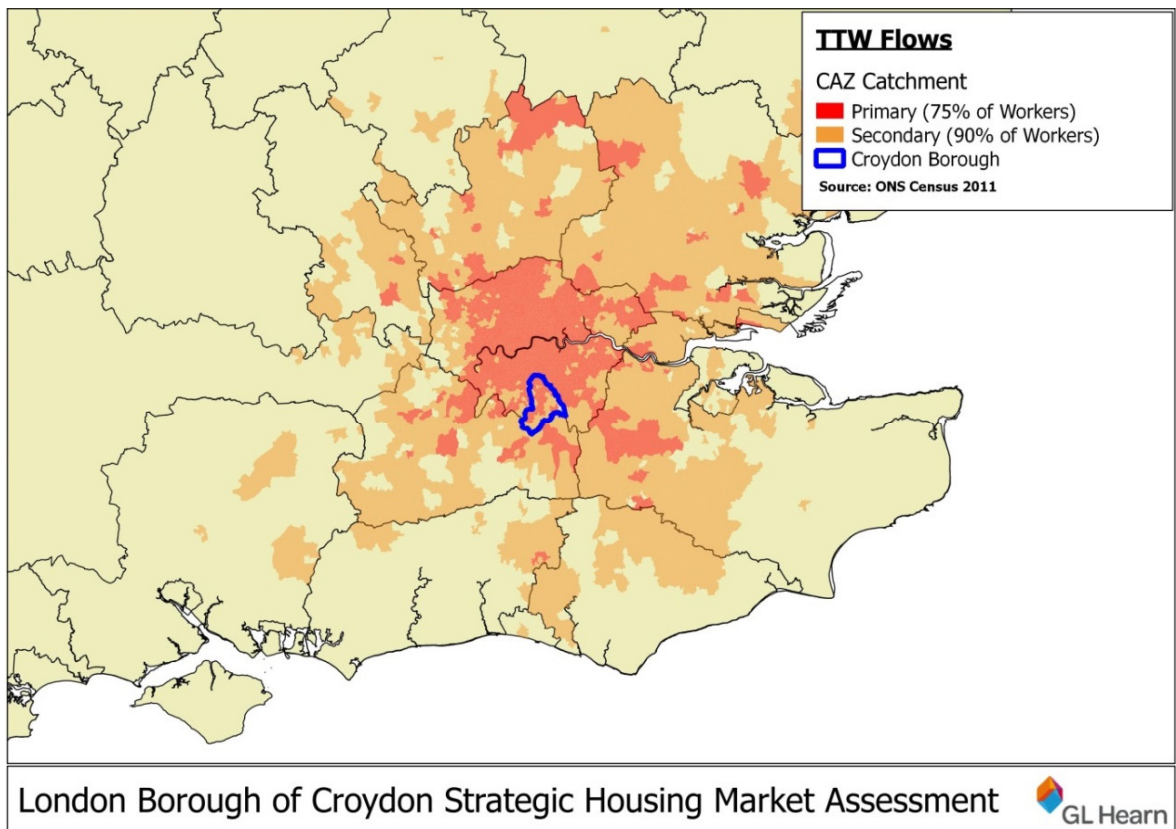 TTW Flows
CAZ Catchment
Primary (75% of Workers)
Secondary (90% of Workers)
Croydon Borough
Source: ONS Census 2011
London Borough of Croydon Strategic Housing Market Assessment
GL Hearn